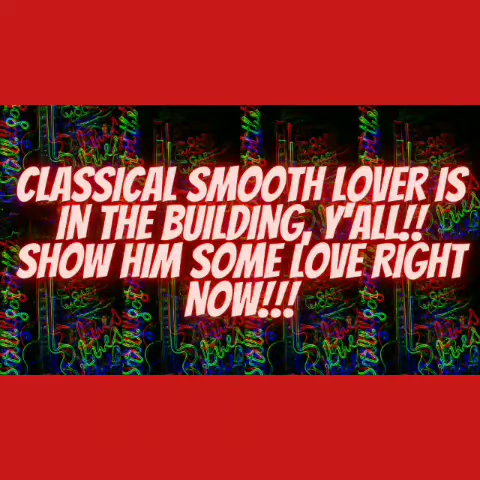 CLASSICAL SMOOTH LOVER IS
IN THE BUILDING, Y'ALL!!
SHOW HIM SOME LOVE RIGHT
NOW!!!